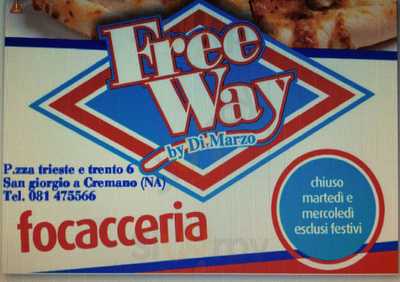 Free
Way
by Di Marzo
P.zza trieste e trento 6
San giorgio a Cremano (NA)
Tel. 081 475566
focacceria
chiuso
martedì e
mercoledì
esclusi festivi